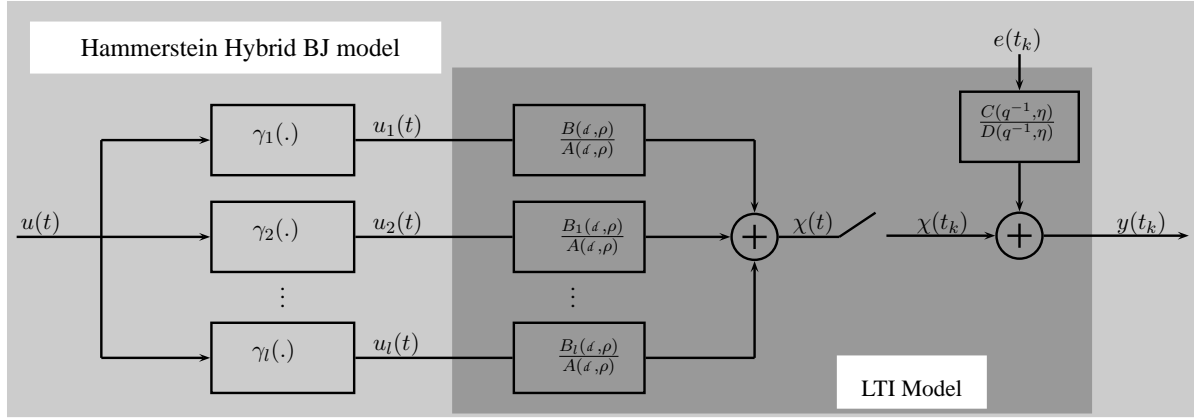 Hammerstein Hybrid BJ model
e(t_k)
C(q^{-1},η)
D(q^{-1},η)
γ_1(.)
u_1(t)
B(d,ρ)
A(d,ρ)
u(t)
γ_2(.)
u_2(t)
B_1(d,ρ)
A(d,ρ)
+
χ(t)
χ(t_k)
+
y(t_k)
⋮
⋮
γ_l(.)
u_l(t)
B_l(d,ρ)
A(d,ρ)
LTI Model